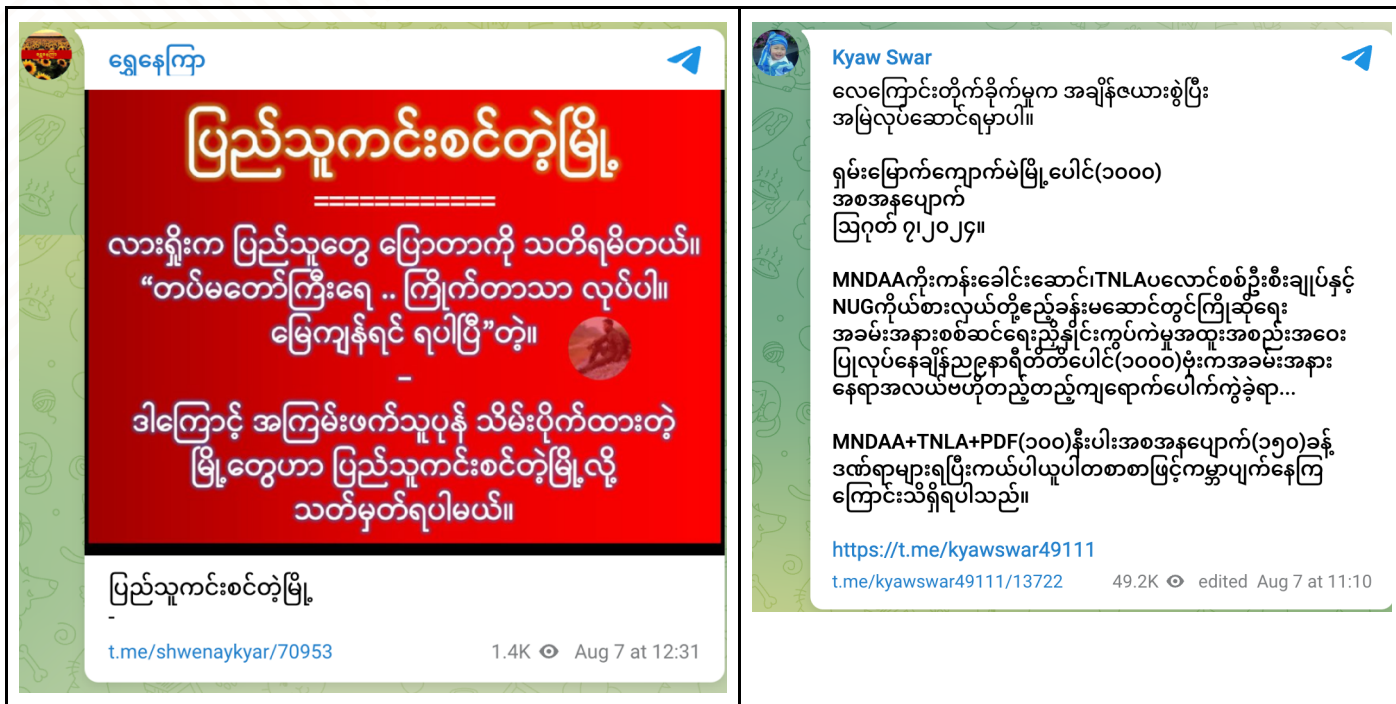 ရွှေနေကြာ
ပြည်သူကင်းစင်တဲ့မြို့
============
လားရှိုးက ပြည်သူတွေ ပြောတာကို သတိရမိတယ်။
“တပ်မတော်ကြီးရေ .. ကြိုက်တာသာ လုပ်ပါ။
မြေကျန်ရင် ရပါပြီ”တဲ့။
–
ဒါကြောင့် အကြမ်းဖက်သူပုန် သိမ်းပိုက်ထားတဲ့
မြို့တွေဟာ ပြည်သူကင်းစင်တဲ့မြို့လို့
သတ်မှတ်ရပါမယ်။
ပြည်သူကင်းစင်တဲ့မြို့
-
t.me/shwenaykyar/70953 1.4K Aug 7 at 12:31
Kyaw Swar
လေကြောင်းတိုက်ခိုက်မှုက အချိန်ဇယားစွဲပြီး
အမြဲလုပ်ဆောင်ရမှာပါ။
ရှမ်းမြောက်ကျောက်မဲမြို့ပေါင်(၁၀၀၀)
အစအနပျောက်
ဩဂုတ် ၇၊၂၀၂၄။
MNDAAကိုးကန်းခေါင်းဆောင်၊TNLAပလောင်စစ်ဦးစီးချုပ်နှင့်
NUGကိုယ်စားလှယ်တို့ဧည့်ခန်းမဆောင်တွင်ကြိုဆိုရေး
အခမ်းအနားစစ်ဆင်ရေးညှိနှိုင်းကွပ်ကဲမှုအထူးအစည်းအဝေး
ပြုလုပ်နေချိန်ည၉နာရီတိတိပေါင်(၁၀၀၀)ဗုံးကအခမ်းအနား
နေရာအလယ်ဗဟိုတည့်တည့်ကျရောက်ပေါက်ကွဲခဲ့ရာ...
MNDAA+TNLA+PDF(၁၀၀)နီးပါးအစအနပျောက်(၁၅၀)ခန့်
ဒဏ်ရာများရပြီးကယ်ပါယူပါတစာစာဖြင့်ကမ္ဘာပျက်နေကြ
ကြောင်းသိရှိရပါသည်။
https://t.me/kyawswar49111
t.me/kyawswar49111/13722 49.2K edited Aug 7 at 11:10